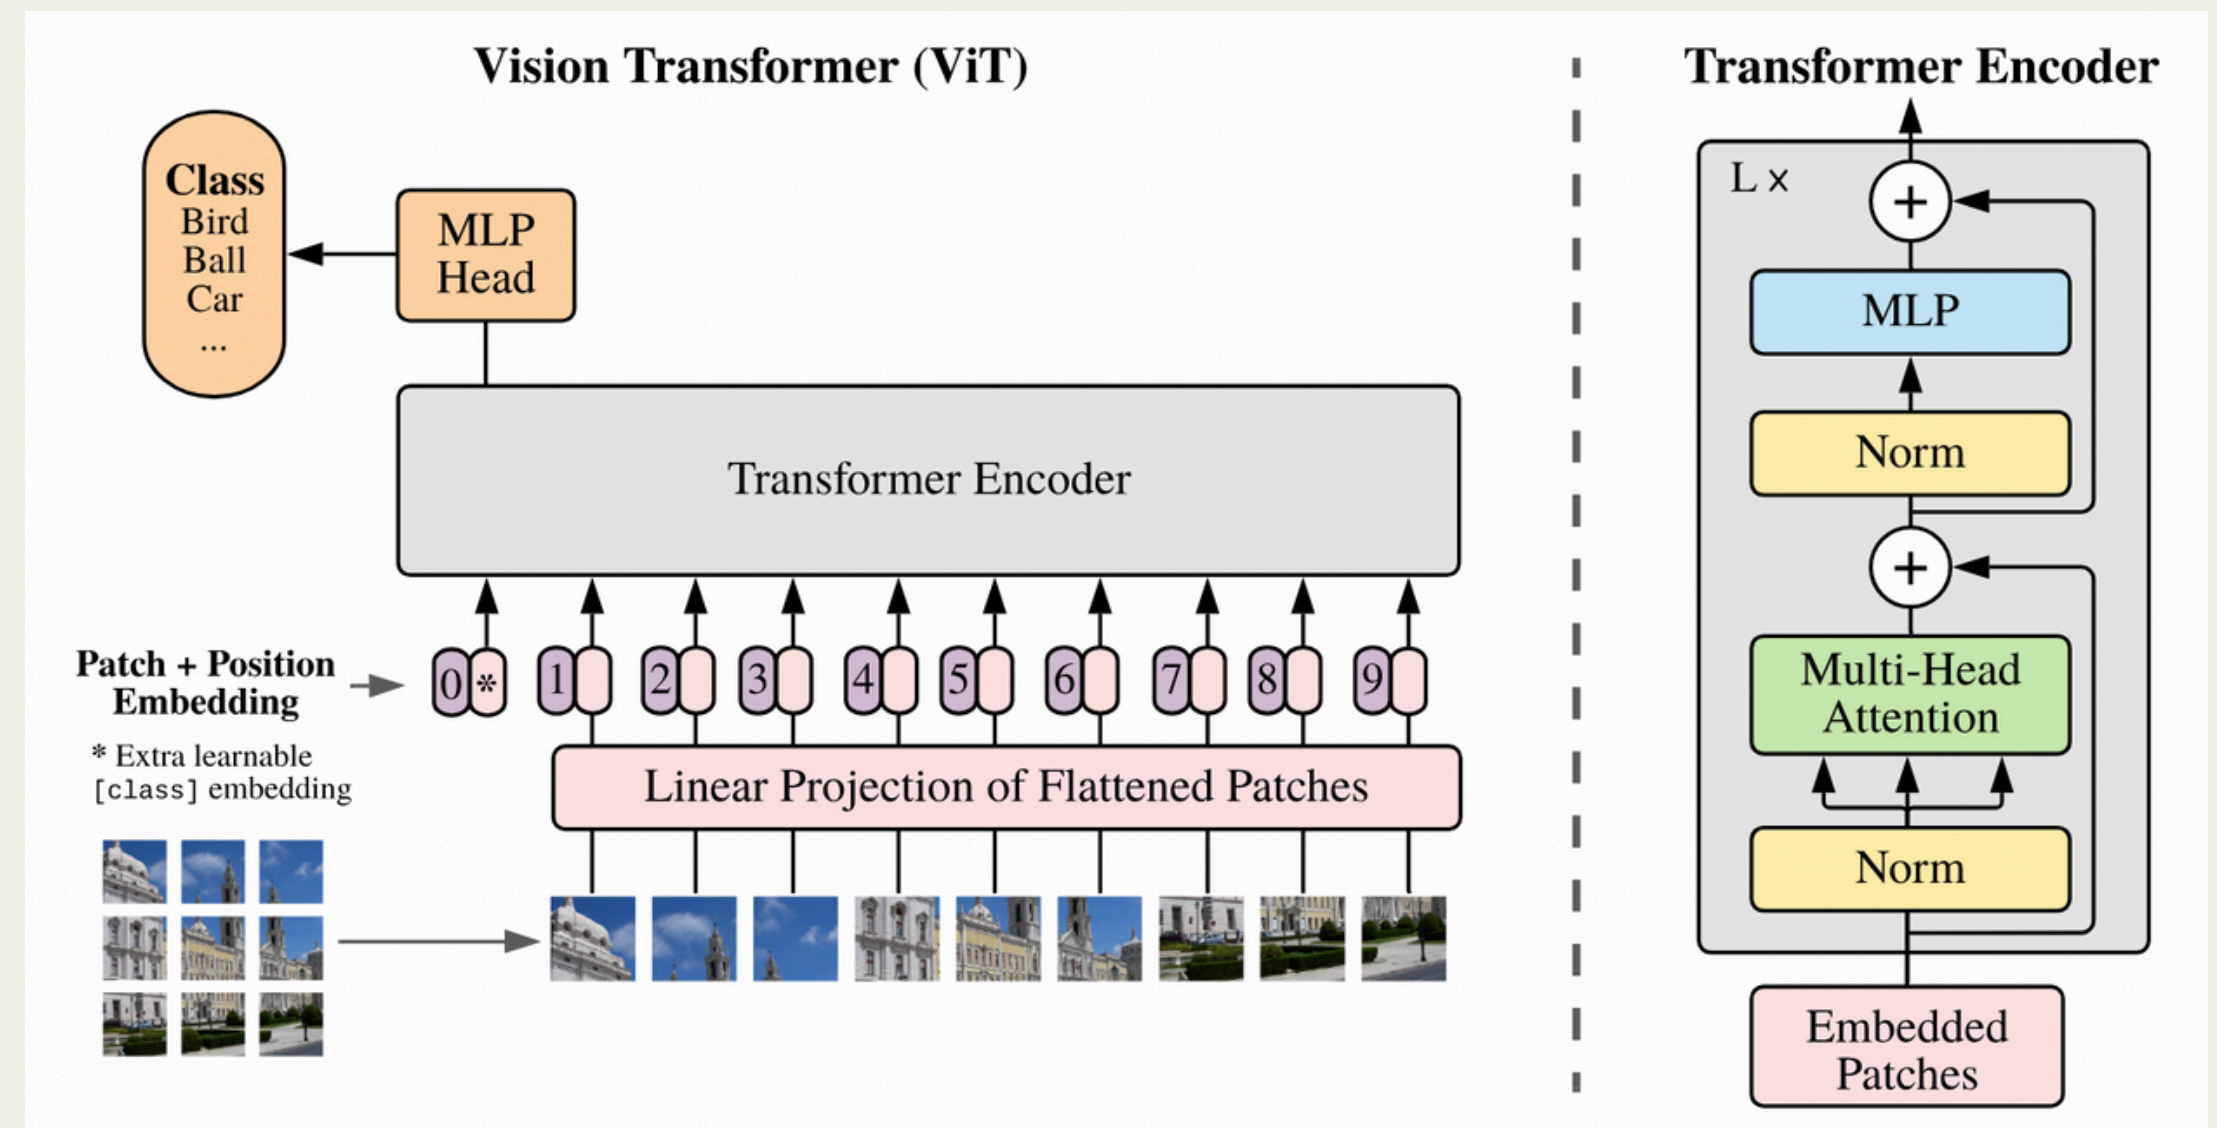 Vision Transformer (ViT)
Class
Bird
Ball
Car
...
MLP
Head
Transformer Encoder
Patch + Position
Embedding
0 * 1 2 3 4 5 6 7 8 9
* Extra learnable
[class] embedding
Linear Projection of Flattened Patches
Transformer Encoder
L x
+
MLP
Norm
+
Multi-Head
Attention
Norm
Embedded
Patches